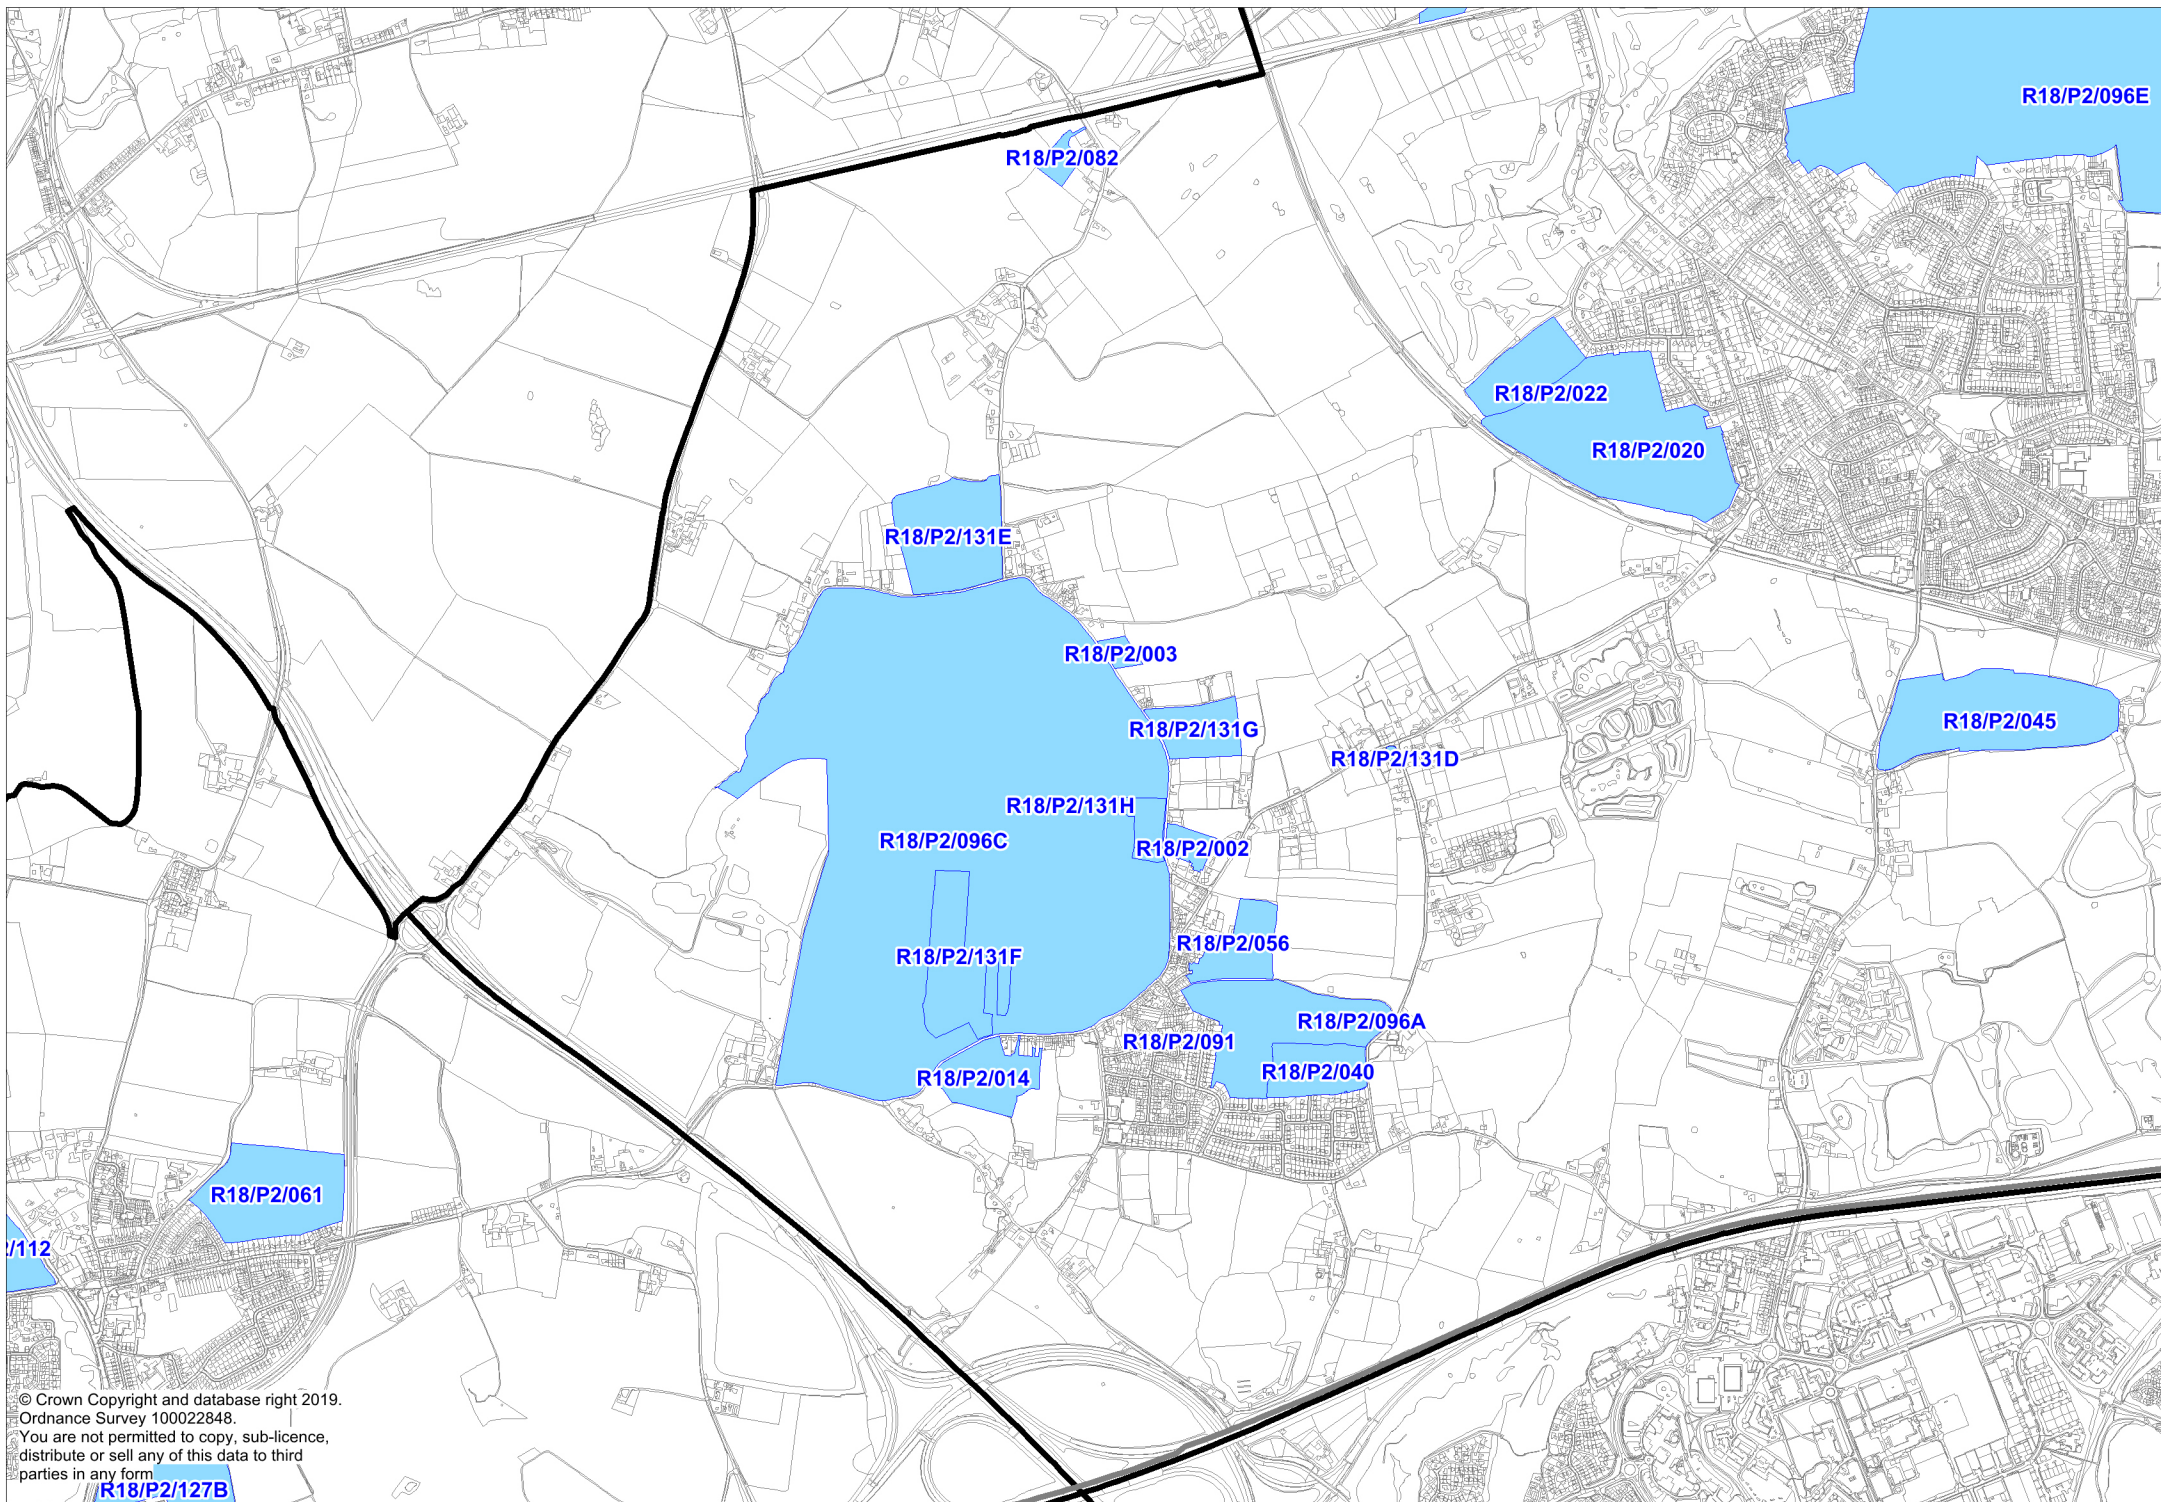 R18/P2/096E
R18/P2/082
R18/P2/022
R18/P2/020
R18/P2/131E
R18/P2/003
R18/P2/045
R18/P2/131G
R18/P2/131D
R18/P2/131H
R18/P2/096C
R18/P2/002
R18/P2/056
R18/P2/131F
R18/P2/096A
R18/P2/091
R18/P2/040
R18/P2/014
R18/P2/061
2/112
© Crown Copyright and database right 2019.
Ordnance Survey 100022848.
You are not permitted to copy, sub-licence,
distribute or sell any of this data to third
parties in any form
R18/P2/127B